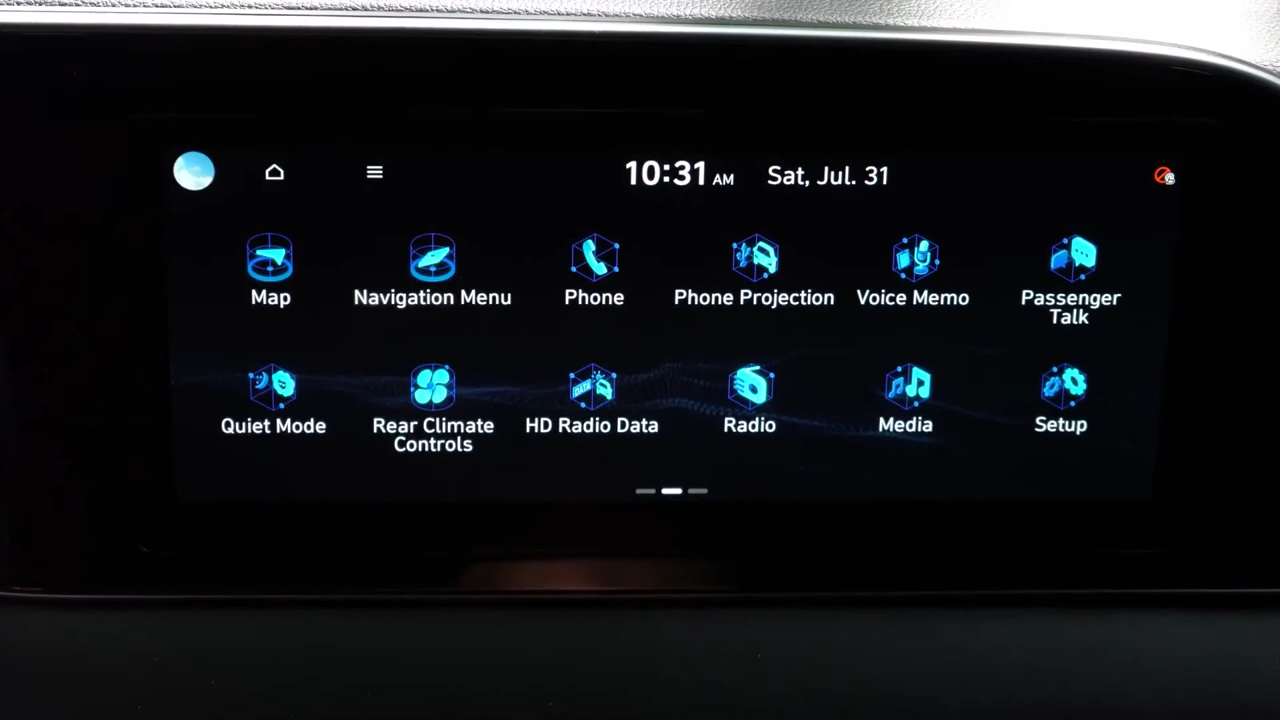 10:31 AM Sat, Jul. 31
Map
Navigation Menu
Phone
Phone Projection
Voice Memo
Passenger
Talk
Quiet Mode
Rear Climate
Controls
HD Radio Data
DATA
Radio
Media
Setup